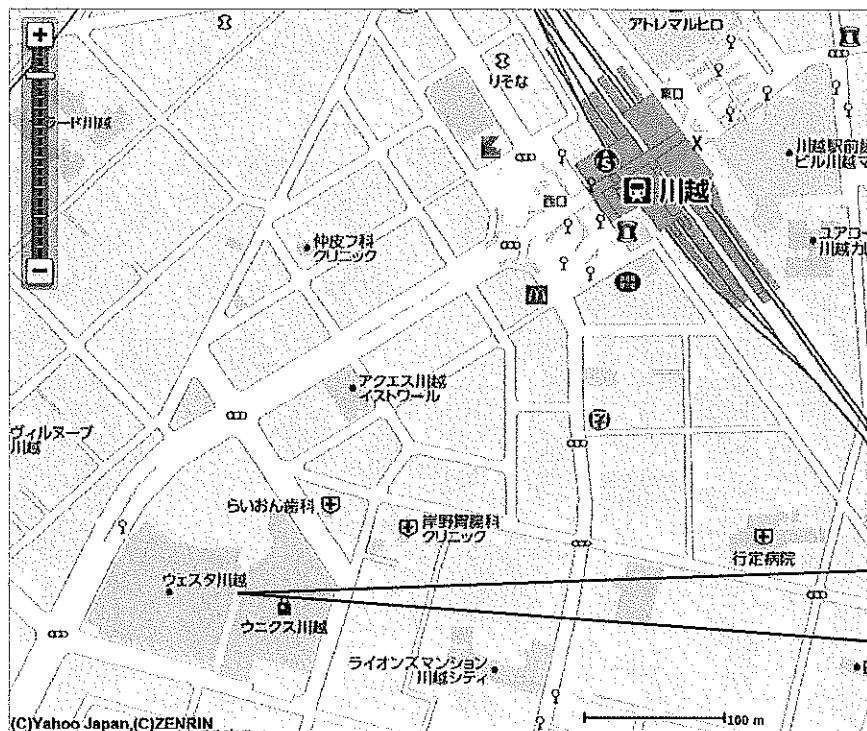 アトレマルヒロ
りそな
東口
ラード川越
川越駅前
ビル川越マ
川越
西口
仲皮フ科
クリニック
ユアロー
アクエス川越
イストワール
ヴィルヌーブ
川越
らいおん歯科
岸野胃腸科
クリニック
行定病院
ウェスタ川越
ウニクス川越
ライオンズマンション
川越シティ
(C)Yahoo Japan,(C)ZENRIN
100 m